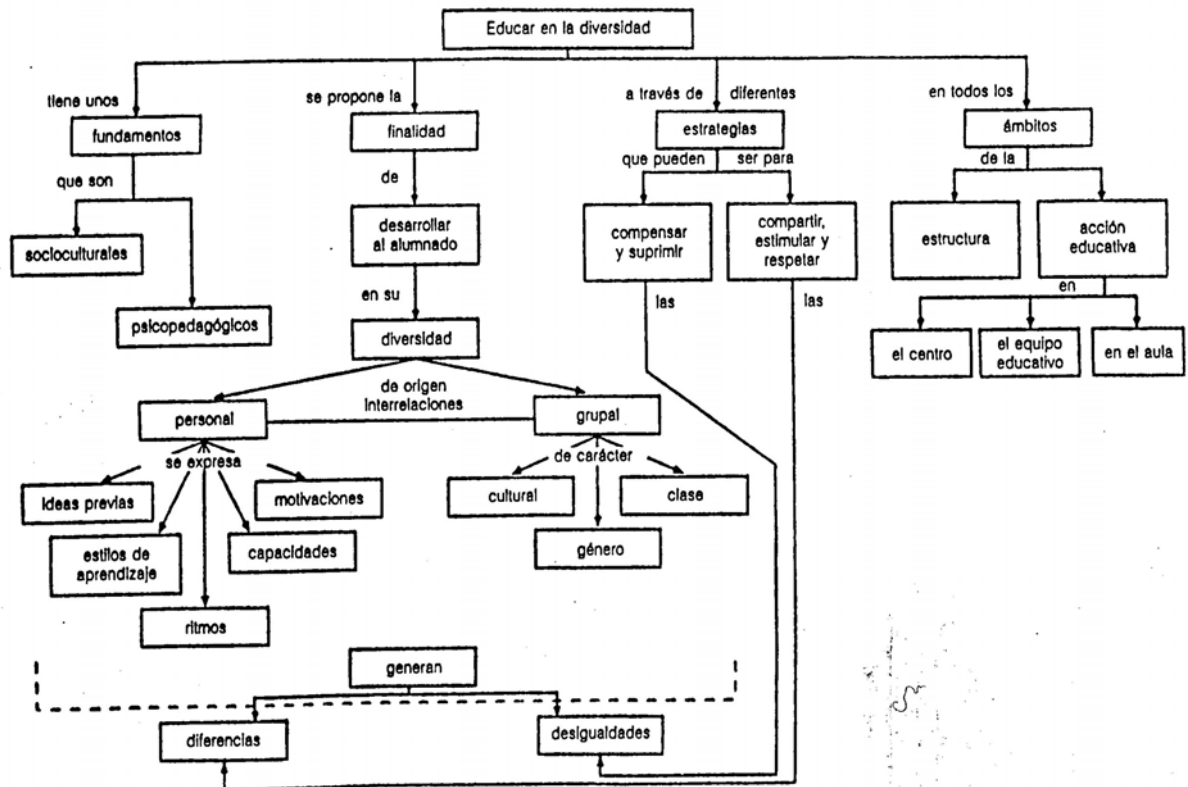 Educar en la diversidad
tiene unos
se propone la
a través de
diferentes
en todos los
fundamentos
finalidad
estrategias
ámbitos
que son
de
que pueden
ser para
de la
socioculturales
psicopedagógicos
desarrollar
al alumnado
compensar
y suprimir
compartir,
estimular y
respetar
estructura
acción
educativa
en su
las
las
en
diversidad
el centro
el equipo
educativo
en el aula
de origen
Interrelaciones
personal
grupal
se expresa
de carácter
Ideas previas
motivaciones
cultural
clase
estilos de
aprendizaje
capacidades
género
ritmos
generan
diferencias
desigualdades